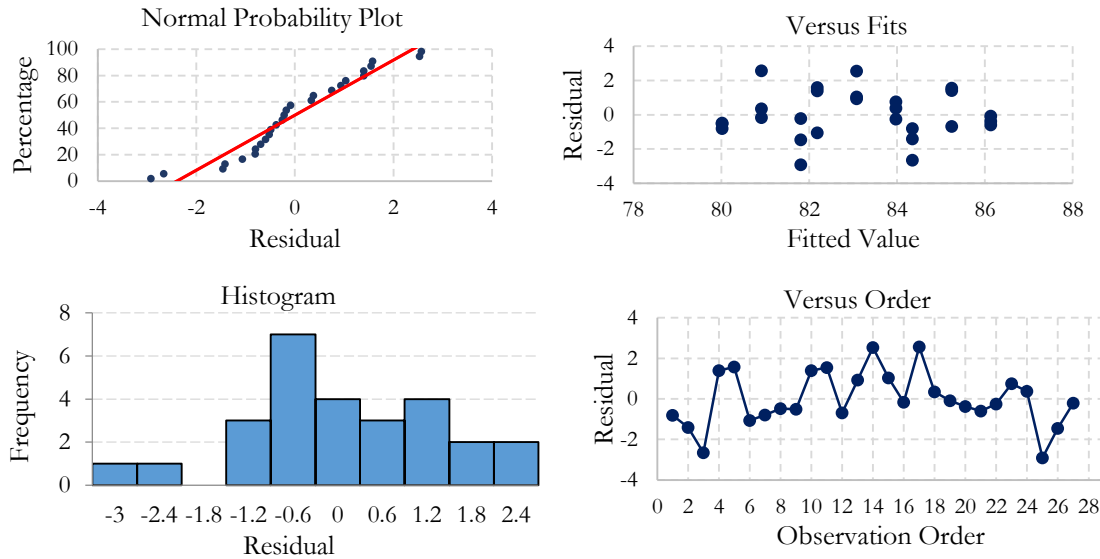 Normal Probability Plot
Percentage
100
80
60
40
20
0
-4 -2 0 2 4
Residual
Versus Fits
Residual
4
2
0
-2
-4
78 80 82 84 86 88
Fitted Value
Histogram
Frequency
8
6
4
2
0
-3 -2.4 -1.8 -1.2 -0.6 0 0.6 1.2 1.8 2.4
Residual
Versus Order
Residual
4
2
0
-2
-4
0 2 4 6 8 10 12 14 16 18 20 22 24 26 28
Observation Order